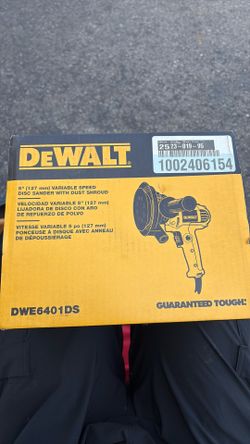 2523-019-95
1002406154
DEWALT
5" (127 mm) VARIABLE SPEED
DISC SANDER WITH DUST SHROUD
VELOCIDAD VARIABLE 5" (127 mm)
LIJADORA DE DISCO CON ARO
DE REFUERZO DE POLVO
VITESSE VARIABLE 5 po (127 mm)
PONCEUSE À DISQUE AVEC ANNEAU
DE DÉPOUSSIÉRAGE
DWE6401DS
GUARANTEED TOUGH.